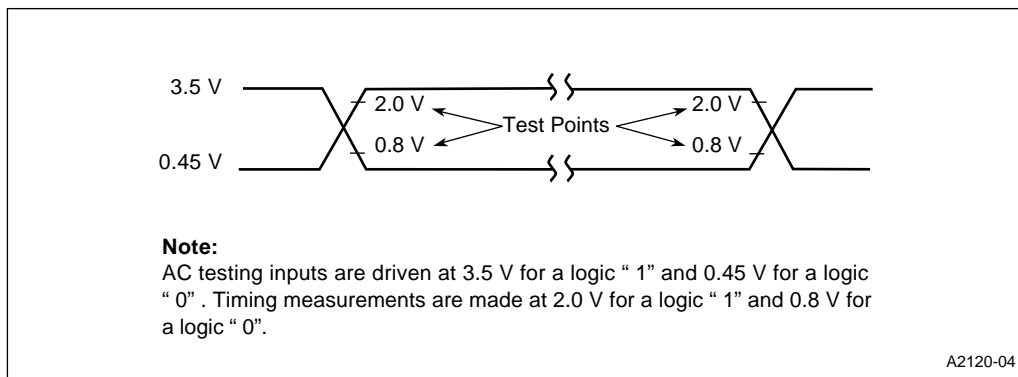 3.5 V
2.0 V
2.0 V
Test Points
0.8 V
0.8 V
0.45 V
Note:
AC testing inputs are driven at 3.5 V for a logic “ 1” and 0.45 V for a logic
“ 0” . Timing measurements are made at 2.0 V for a logic “ 1” and 0.8 V for
a logic “ 0”.
A2120-04